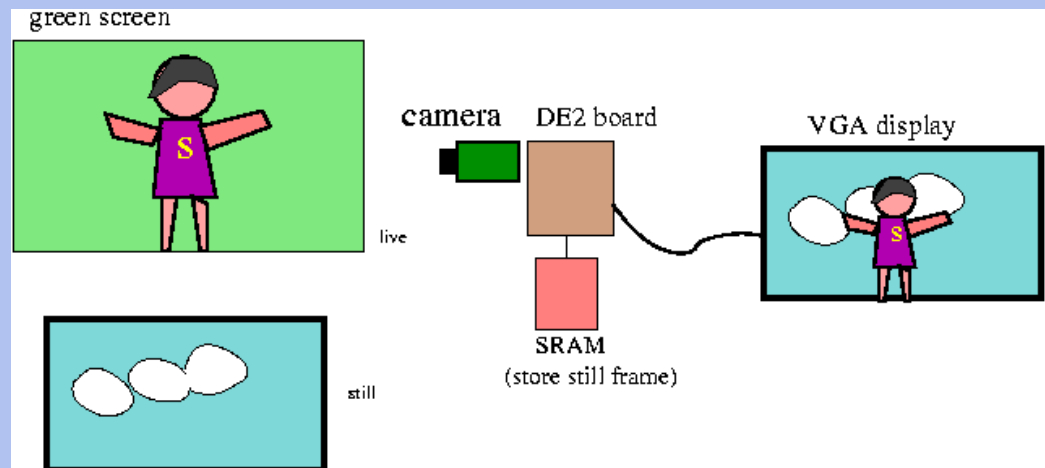 green screen
camera
DE2 board
VGA display
S
S
live
SRAM
(store still frame)
still